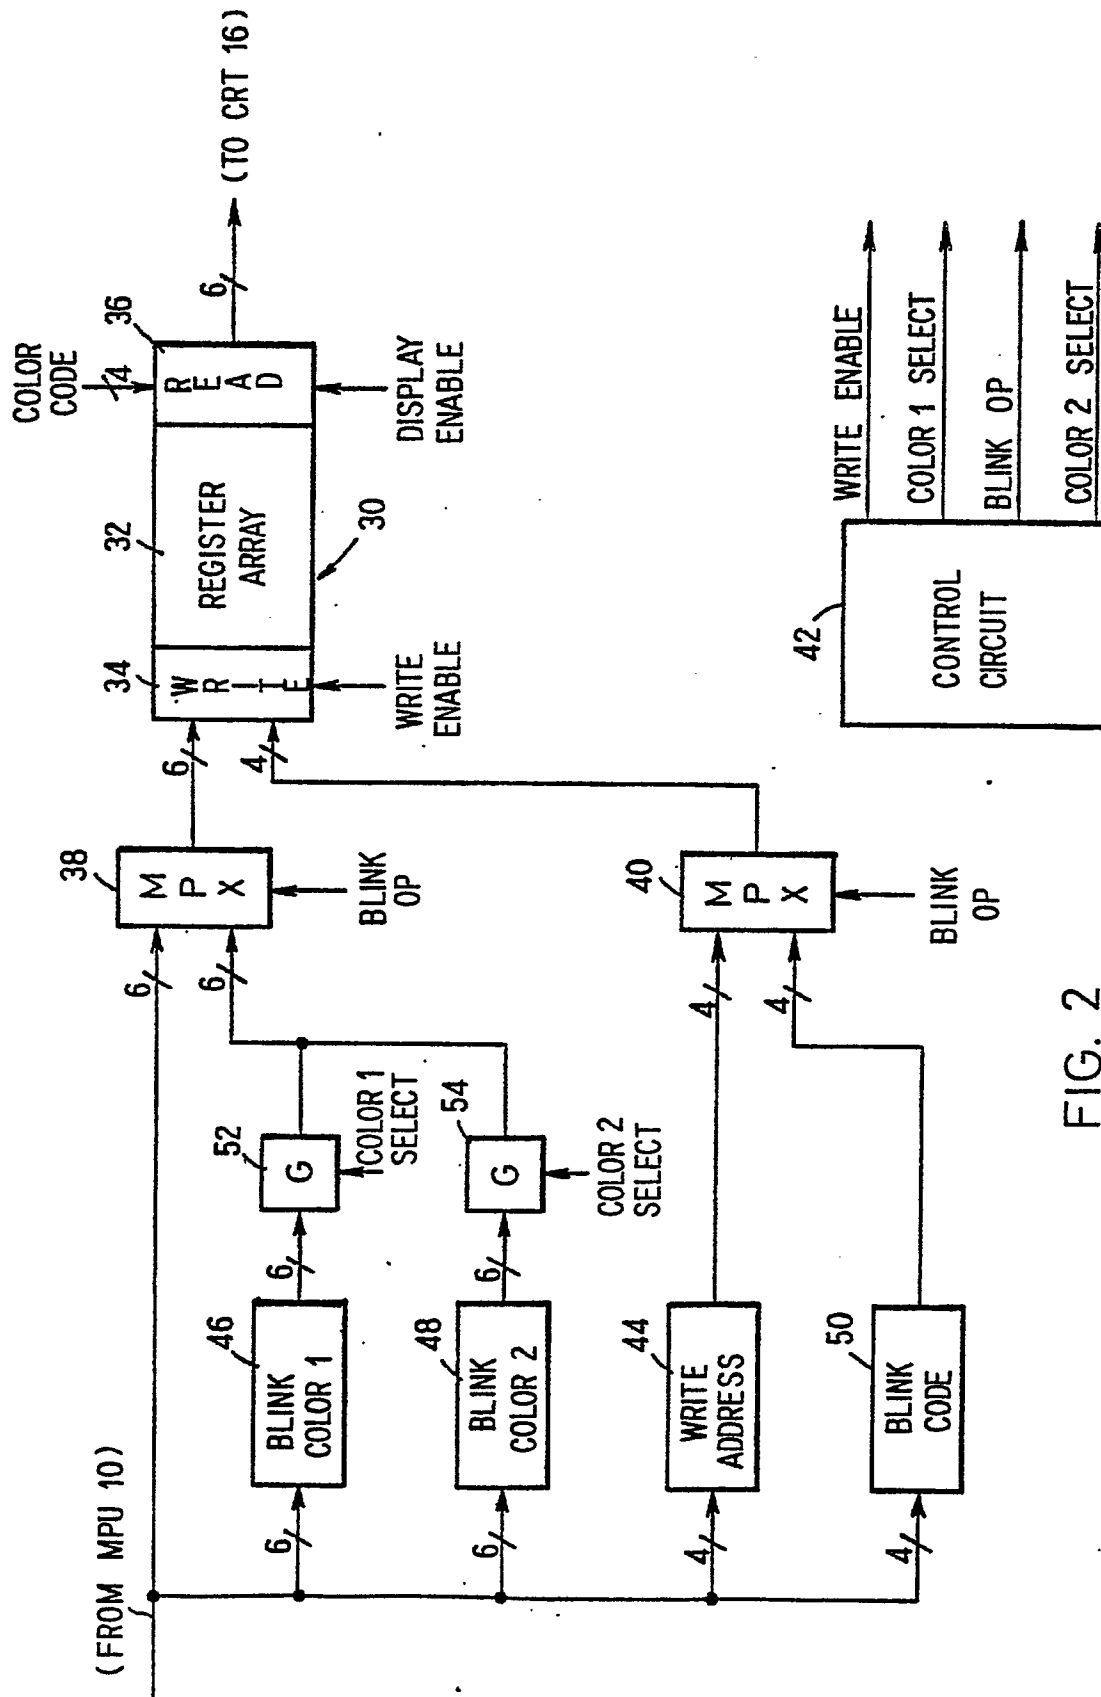 (FROM MPU 10)
6
BLINK
COLOR 1
46
6
G
52
COLOR 1
SELECT
6
BLINK
COLOR 2
48
6
G
54
COLOR 2
SELECT
4
WRITE
ADDRESS
44
4
4
BLINK
CODE
50
4
6
6
MPX
38
BLINK
OP
MPX
40
BLINK
OP
6
4
WRITE
34
WRITE
ENABLE
REGISTER
ARRAY
32
30
READ
36
COLOR
CODE
4
DISPLAY
ENABLE
6
(TO CRT 16)
CONTROL
CIRCUIT
42
WRITE ENABLE
COLOR 1 SELECT
BLINK OP
COLOR 2 SELECT
FIG. 2